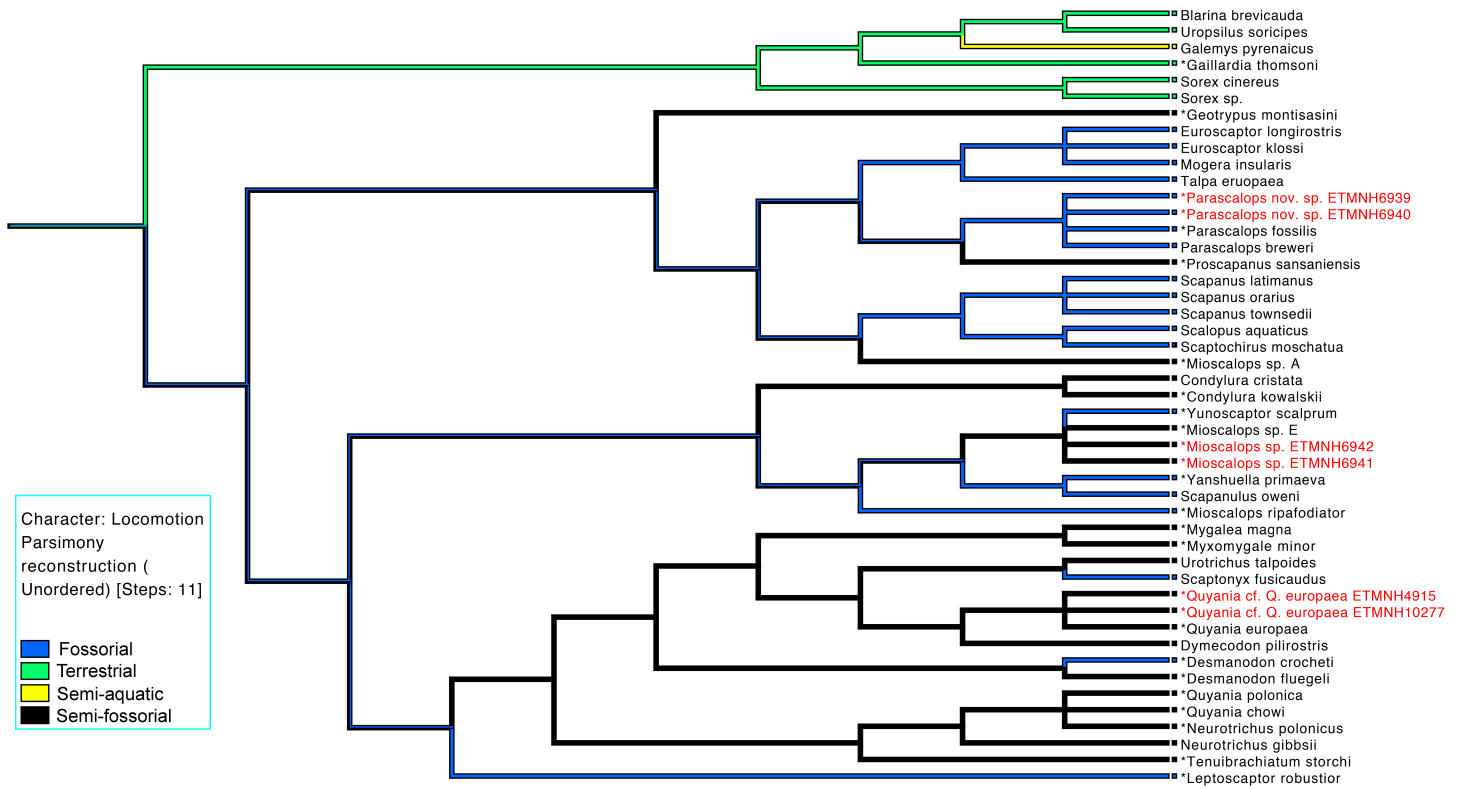 Blarina brevicauda
Uropsilus soricipes
Galemys pyrenaicus
*Gaillardia thomsoni
Sorex cinereus
Sorex sp.
*Geotrypus montisasini
Euroscaptor longirostris
Euroscaptor klossi
Mogera insularis
Talpa eruopaea
*Parascalops nov. sp. ETMNH6939
*Parascalops nov. sp. ETMNH6940
*Parascalops fossilis
Parascalops breweri
*Proscapanus sansaniensis
Scapanus latimanus
Scapanus orarius
Scapanus townsedii
Scalopus aquaticus
Scaptochirus moschatua
*Mioscalops sp. A
Condylura cristata
*Condylura kowalskii
*Yunoscaptor scalprum
*Mioscalops sp. E
*Mioscalops sp. ETMNH6942
*Mioscalops sp. ETMNH6941
*Yanshuella primaeva
Scapanulus oweni
*Mioscalops ripafodiator
*Mygalea magna
*Myxomygale minor
Urotrichus talpoides
Scaptonyx fusicaudus
*Quyania cf. Q. europaea ETMNH4915
*Quyania cf. Q. europaea ETMNH10277
*Quyania europaea
Dymecodon pilirostris
*Desmanodon crocheti
*Desmanodon fluegeli
*Quyania polonica
*Quyania chowi
*Neurotrichus polonicus
Neurotrichus gibbsii
*Tenuibrachiatum storchi
*Leptoscaptor robustior
Character: Locomotion
Parsimony
reconstruction (
Unordered) [Steps: 11]
Fossorial
Terrestrial
Semi-aquatic
Semi-fossorial